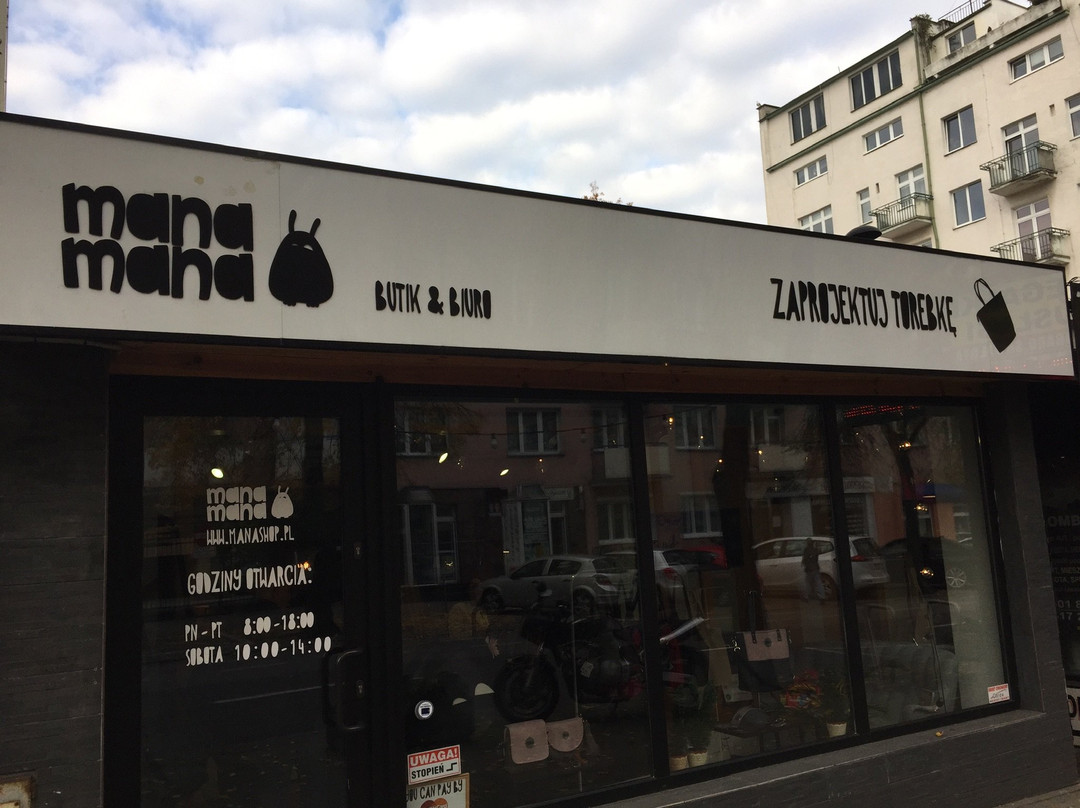 mana
mana
BUTIK & BIURO
ZAPROJEKTUJ TOREBKĘ
mana
mana
WWW.MANASHOP.PL
GODZINY OTWARCIA:
PN - PT 8:00 - 18:00
SOBOTA 10:00 - 14:00
UWAGA!
STOPIEŃ
YOU CAN PAY BY